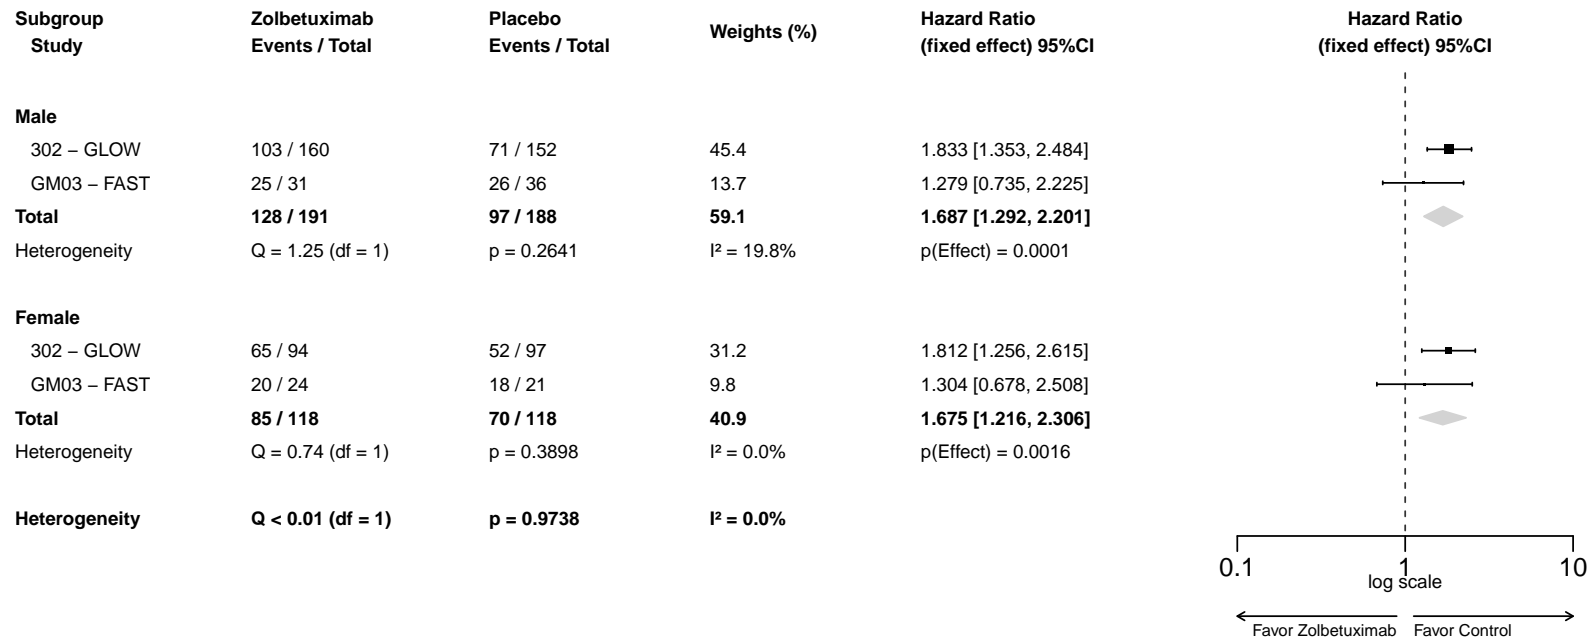 Subgroup Zolbetuximab Placebo Weights (%) Hazard Ratio Hazard Ratio
Study Events / Total Events / Total (fixed effect) 95%CI (fixed effect) 95%CI
Male
302 − GLOW 103 / 160 71 / 152 45.4 1.833 [1.353, 2.484]
GM03 − FAST 25 / 31 26 / 36 13.7 1.279 [0.735, 2.225]
Total 128 / 191 97 / 188 59.1 1.687 [1.292, 2.201]
Heterogeneity Q = 1.25 (df = 1) p = 0.2641 I² = 19.8% p(Effect) = 0.0001
Female
302 − GLOW 65 / 94 52 / 97 31.2 1.812 [1.256, 2.615]
GM03 − FAST 20 / 24 18 / 21 9.8 1.304 [0.678, 2.508]
Total 85 / 118 70 / 118 40.9 1.675 [1.216, 2.306]
Heterogeneity Q = 0.74 (df = 1) p = 0.3898 I² = 0.0% p(Effect) = 0.0016
Heterogeneity Q < 0.01 (df = 1) p = 0.9738 I² = 0.0%
0.1 1 10
log scale
Favor Zolbetuximab Favor Control